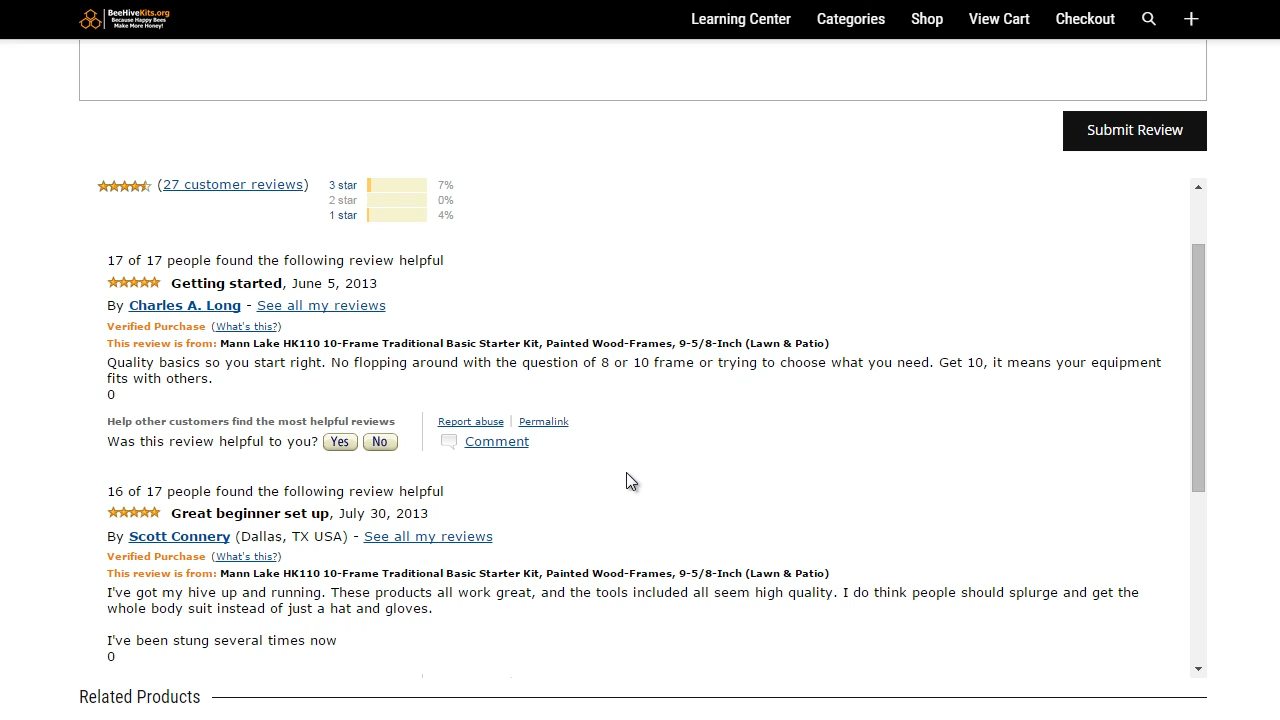 BeeHiveKits.org
Because Happy Bees
Make More Honey!
Learning Center Categories Shop View Cart Checkout
Submit Review
(27 customer reviews)
3 star 7%
2 star 0%
1 star 4%
17 of 17 people found the following review helpful
Getting started, June 5, 2013
By Charles A. Long - See all my reviews
Verified Purchase (What's this?)
This review is from: Mann Lake HK110 10-Frame Traditional Basic Starter Kit, Painted Wood-Frames, 9-5/8-Inch (Lawn & Patio)
Quality basics so you start right. No flopping around with the question of 8 or 10 frame or trying to choose what you need. Get 10, it means your equipment
fits with others.
0
Help other customers find the most helpful reviews
Was this review helpful to you? Yes No
Report abuse | Permalink
Comment
16 of 17 people found the following review helpful
Great beginner set up, July 30, 2013
By Scott Connery (Dallas, TX USA) - See all my reviews
Verified Purchase (What's this?)
This review is from: Mann Lake HK110 10-Frame Traditional Basic Starter Kit, Painted Wood-Frames, 9-5/8-Inch (Lawn & Patio)
I've got my hive up and running. These products all work great, and the tools included all seem high quality. I do think people should splurge and get the
whole body suit instead of just a hat and gloves.
I've been stung several times now
0
Related Products